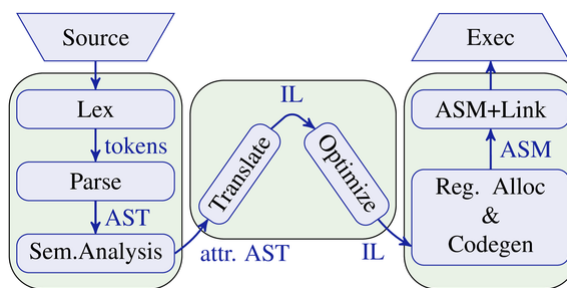 Source
Lex
tokens
Parse
AST
Sem.Analysis
attr. AST
Translate
IL
Optimize
IL
Reg. Alloc
&
Codegen
ASM
ASM+Link
Exec